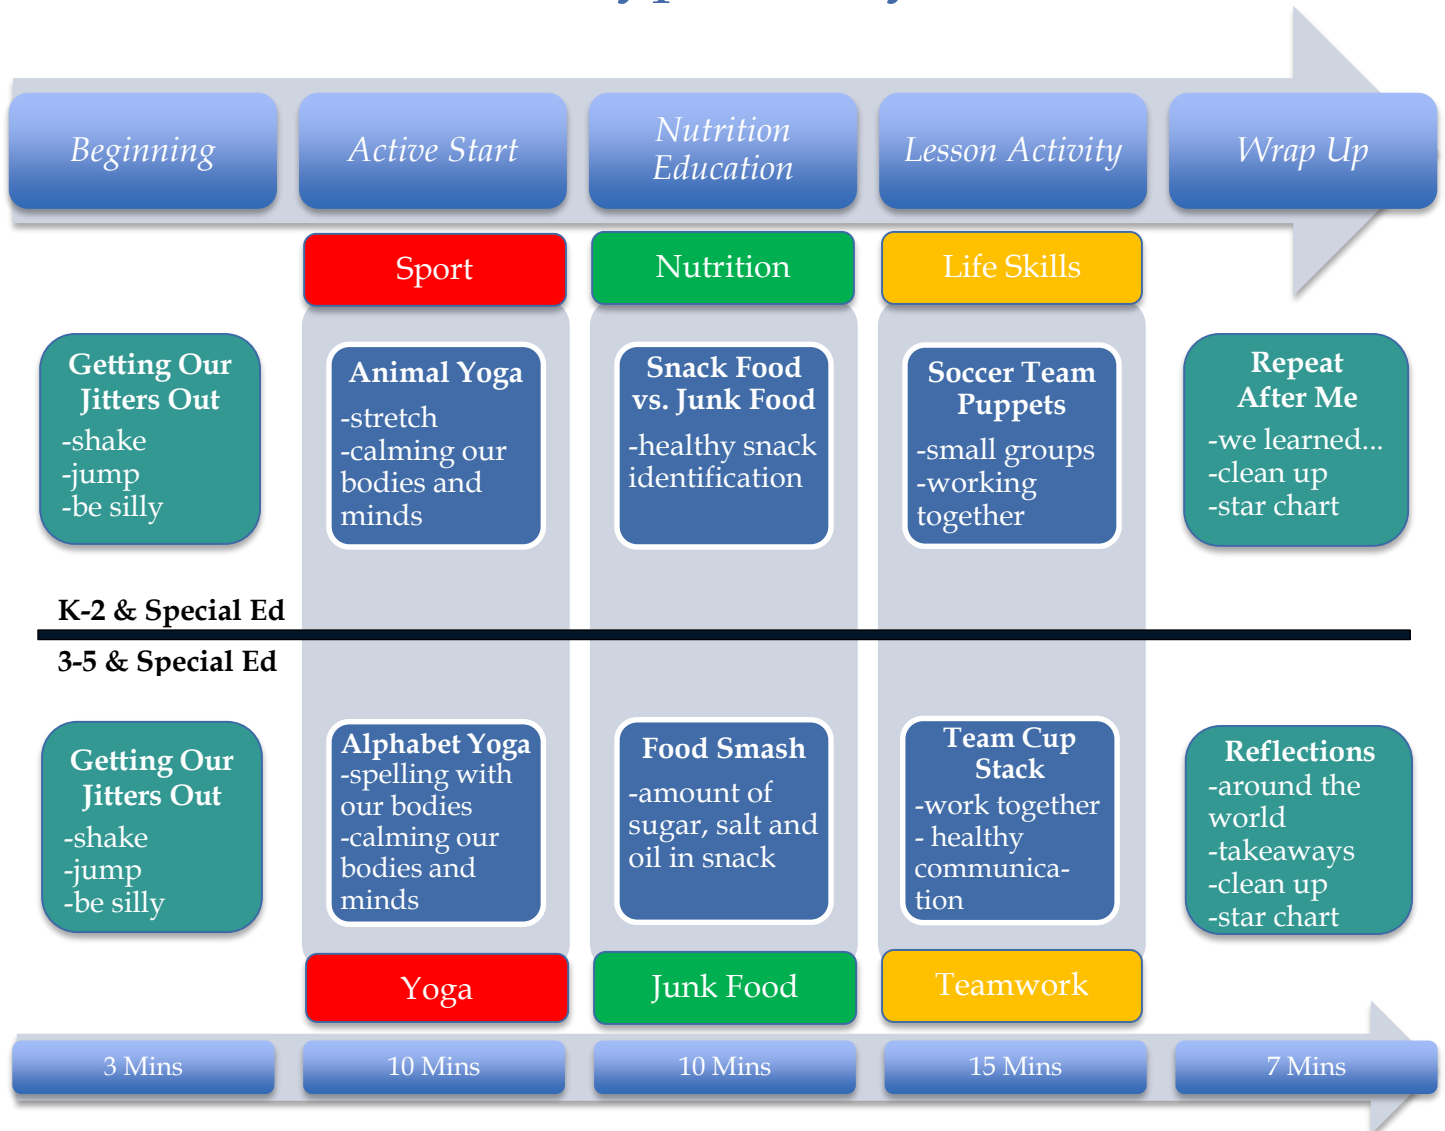 Beginning
Active Start
Nutrition
Education
Lesson Activity
Wrap Up
Sport
Nutrition
Life Skills
Getting Our
Jitters Out
-shake
-jump
-be silly
Animal Yoga
-stretch
-calming our
bodies and
minds
Snack Food
vs. Junk Food
-healthy snack
identification
Soccer Team
Puppets
-small groups
-working
together
Repeat
After Me
-we learned...
-clean up
-star chart
K-2 & Special Ed
3-5 & Special Ed
Getting Our
Jitters Out
-shake
-jump
-be silly
Alphabet Yoga
-spelling with
our bodies
-calming our
bodies and
minds
Food Smash
-amount of
sugar, salt and
oil in snack
Team Cup
Stack
-work together
- healthy
communica-
tion
Reflections
-around the
world
-takeaways
-clean up
-star chart
Yoga
Junk Food
Teamwork
3 Mins
10 Mins
10 Mins
15 Mins
7 Mins